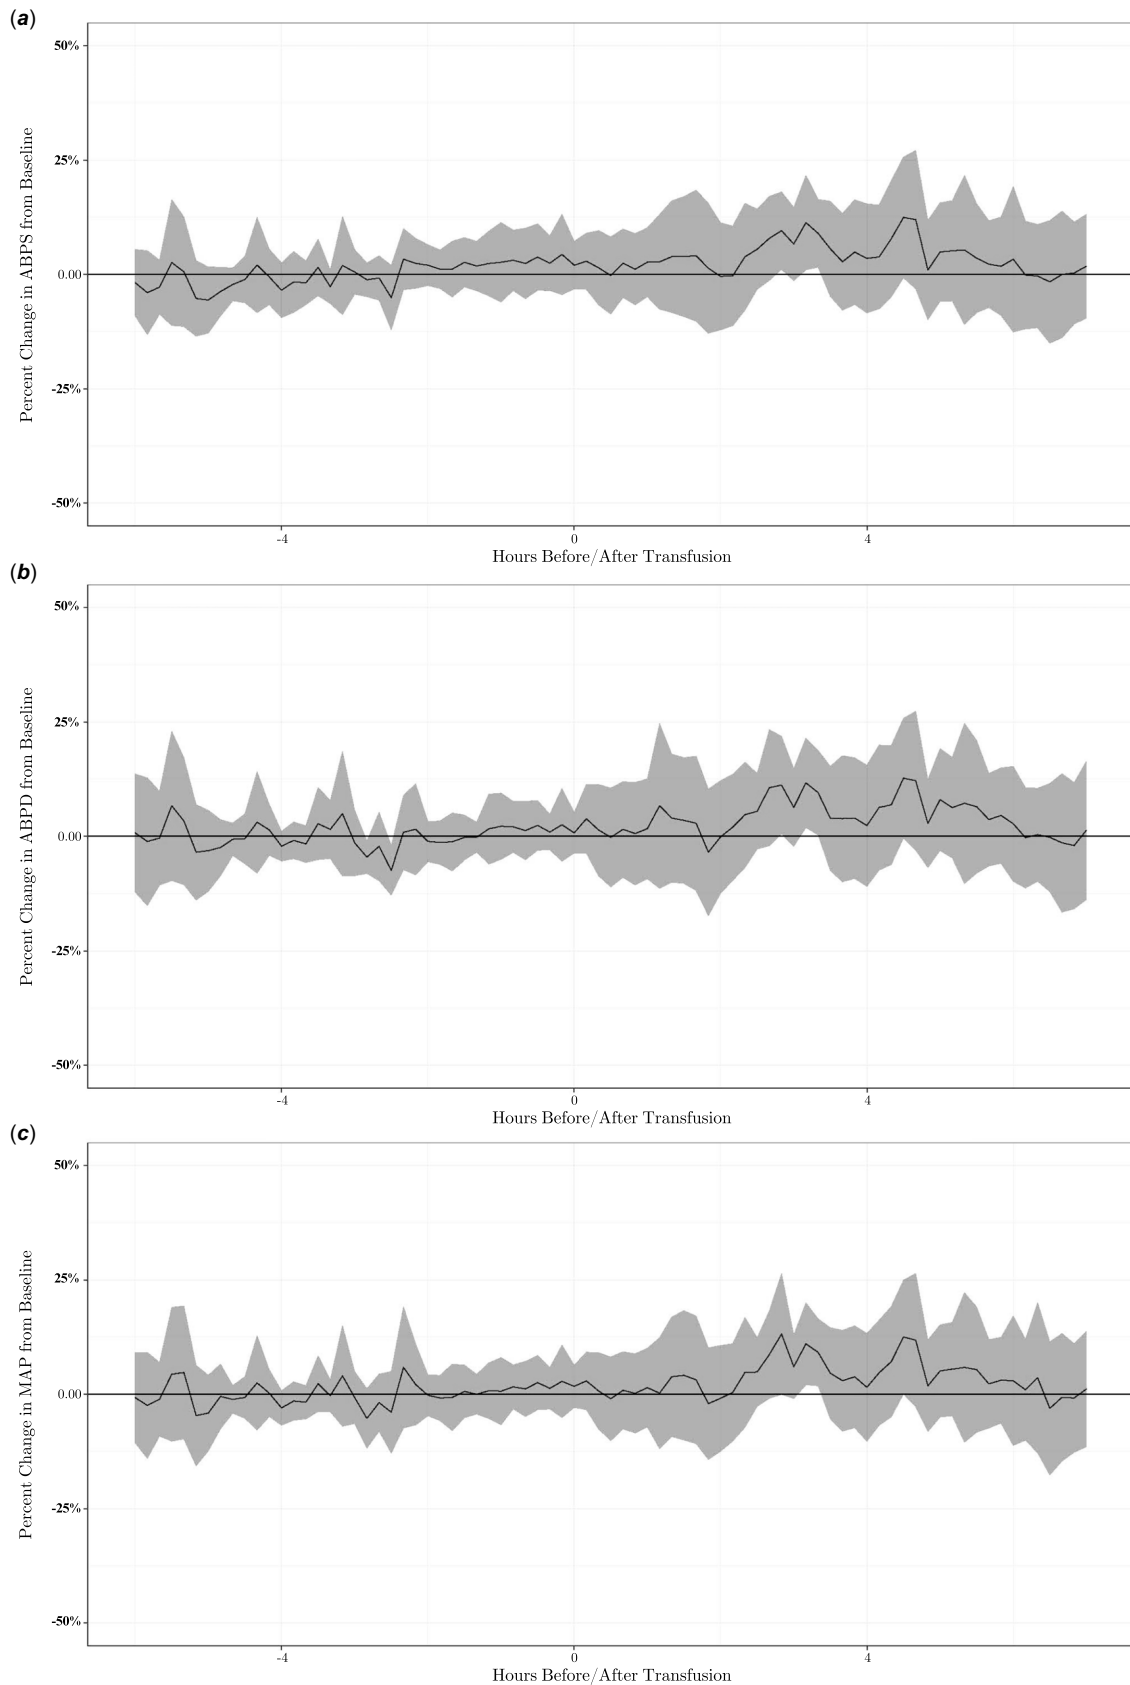 (a)
Percent Change in ABPS from Baseline
50%
25%
0.00
-25%
-50%
-4 0 4
Hours Before/After Transfusion
(b)
Percent Change in ABPD from Baseline
50%
25%
0.00
-25%
-50%
-4 0 4
Hours Before/After Transfusion
(c)
Percent Change in MAP from Baseline
50%
25%
0.00
-25%
-50%
-4 0 4
Hours Before/After Transfusion